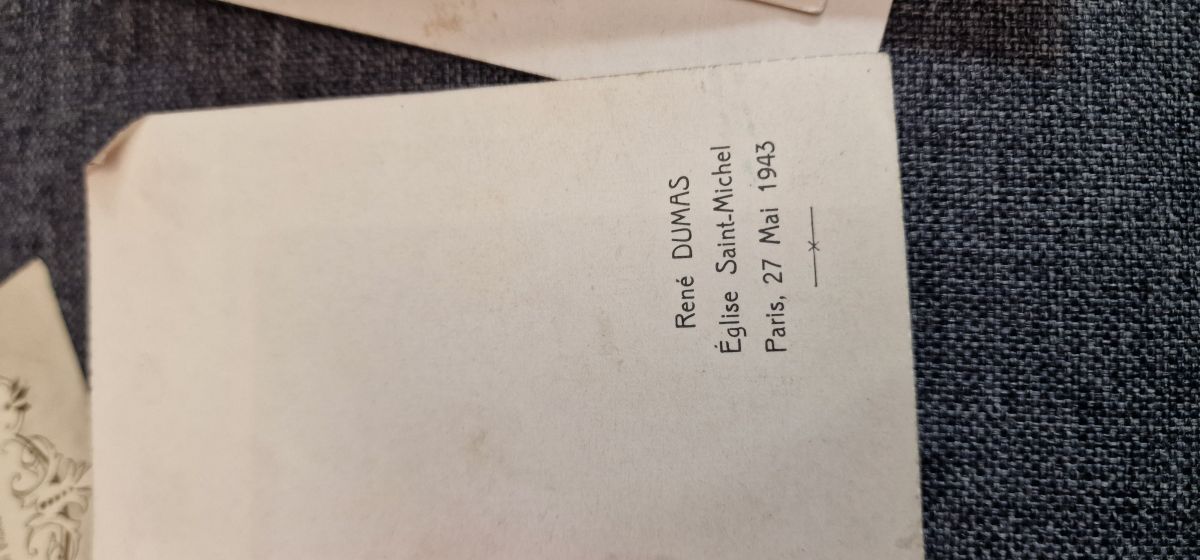 René DUMAS
Église Saint-Michel
Paris, 27 Mai 1943